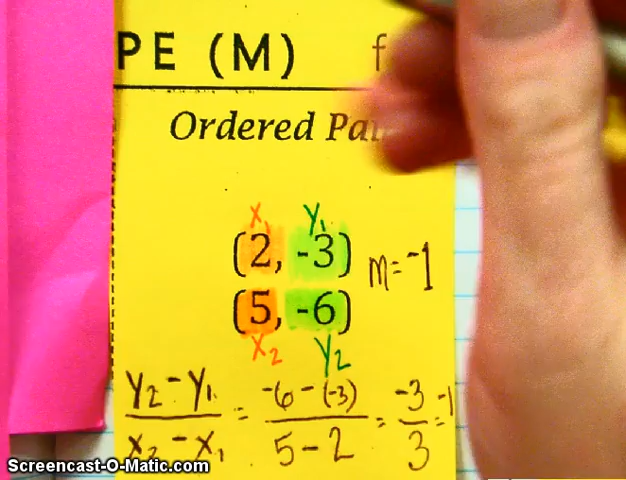 PE (M) f
Ordered Pai
x₁ y₁
(2, -3) m = -1
(5, -6)
x₂ y₂
y₂ - y₁ / x₂ - x₁ = -6 - (-3) / 5 - 2 = -3 / 3 = -1
Screencast-O-Matic.com